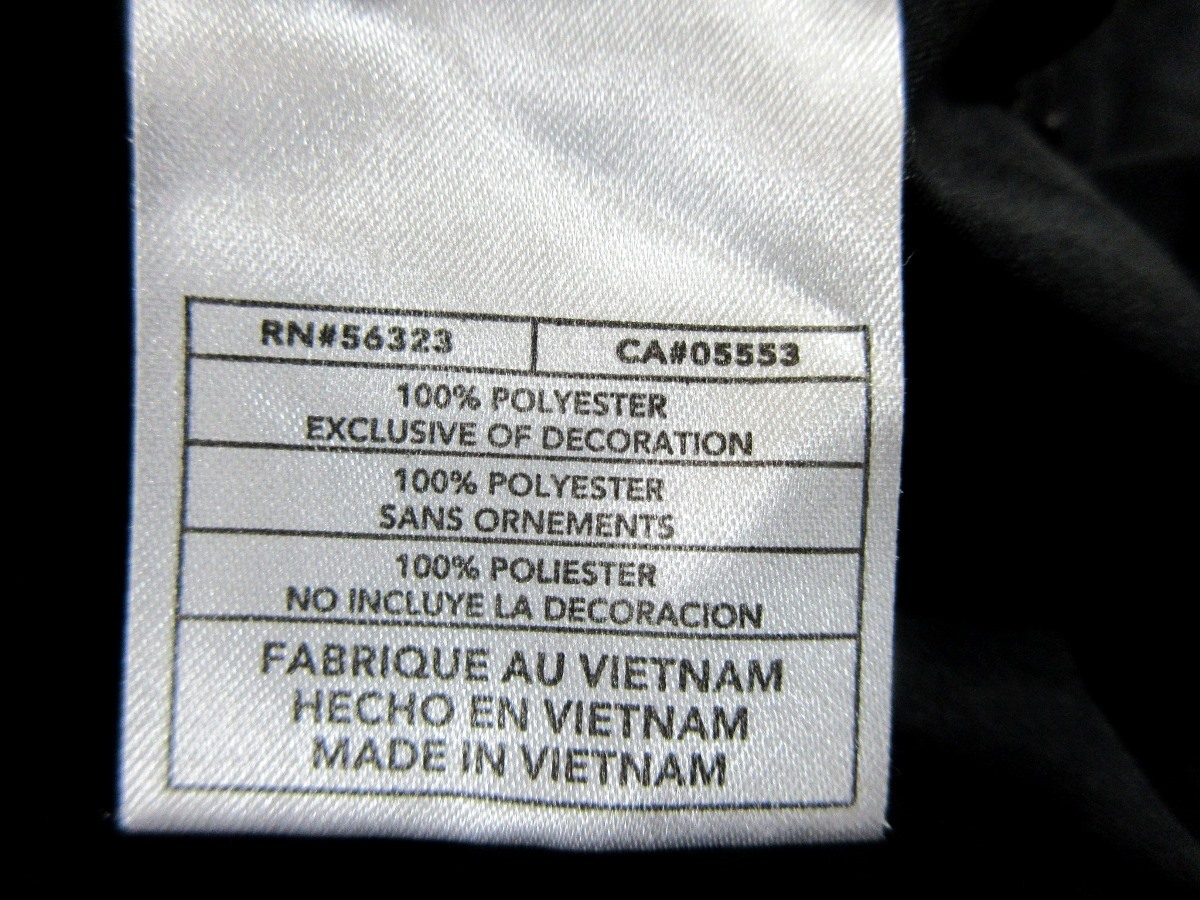 RN#56323 CA#05553
100% POLYESTER
EXCLUSIVE OF DECORATION
100% POLYESTER
SANS ORNEMENTS
100% POLIESTER
NO INCLUYE LA DECORACION
FABRIQUE AU VIETNAM
HECHO EN VIETNAM
MADE IN VIETNAM